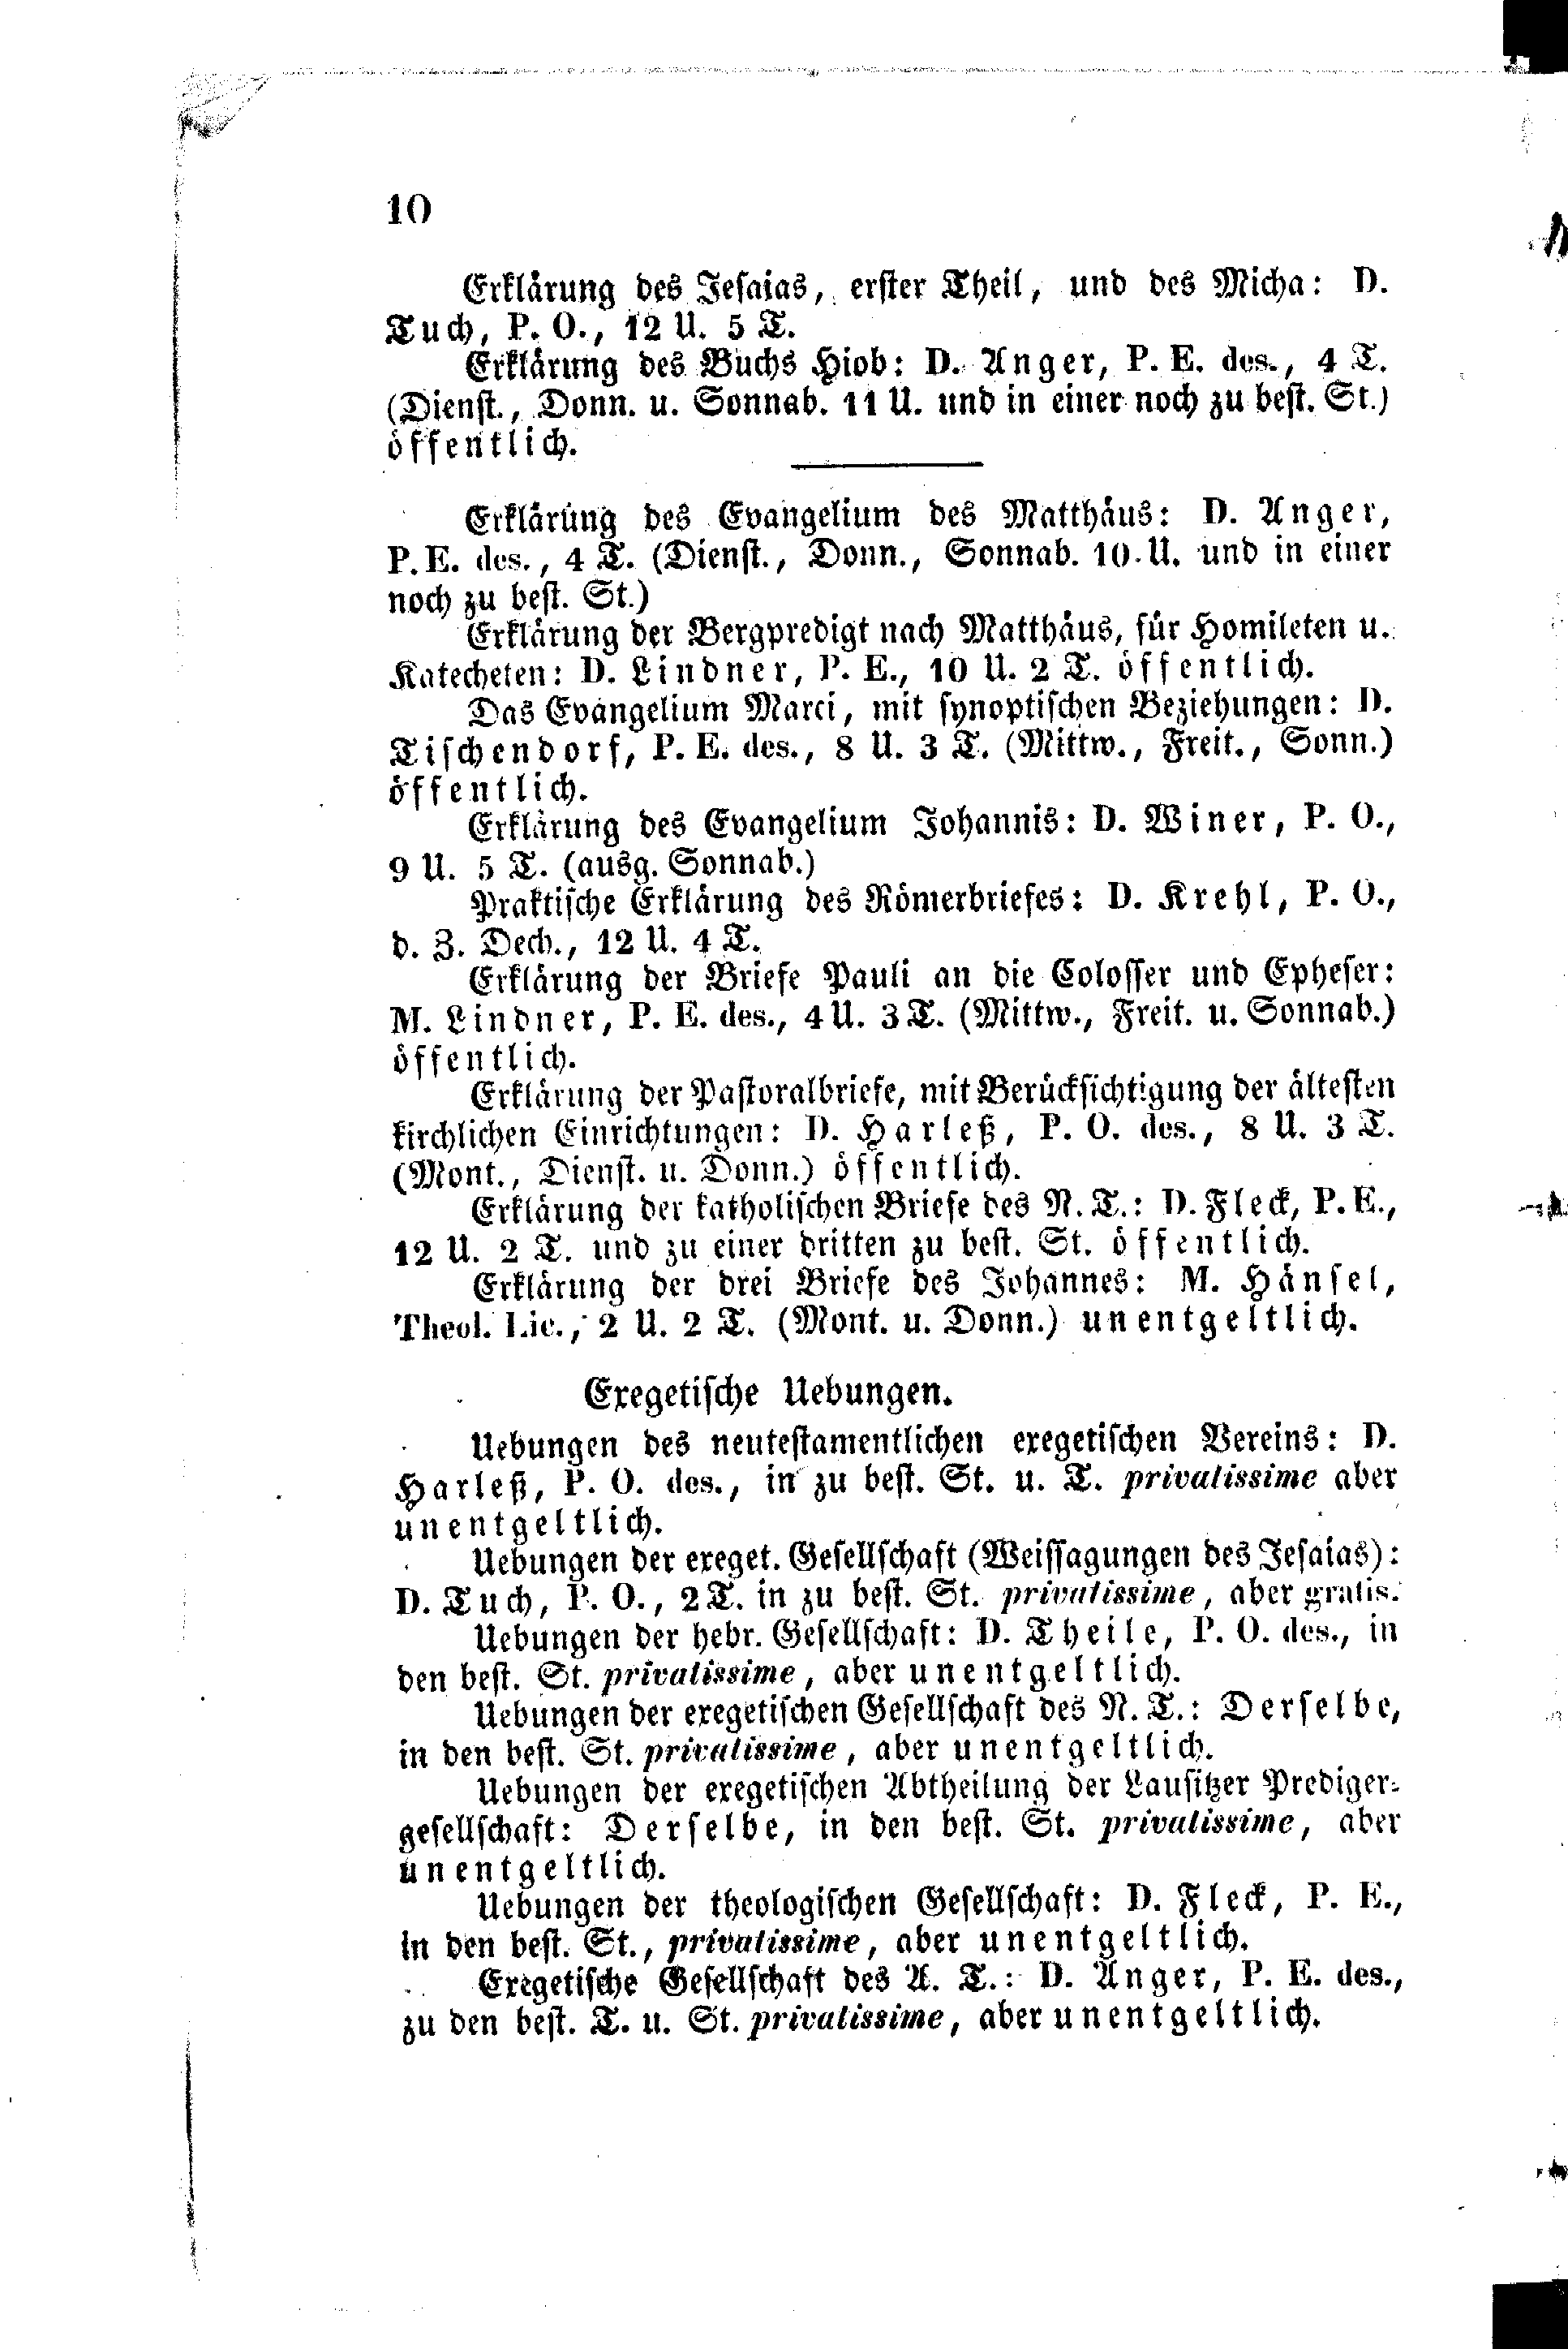 10
Erklärung des Jesaias, erster Theil, und des Micha: D.
Tuch, P. O., 12 U. 5 T.
Erklärung des Buchs Hiob: D. Anger, P. E. des., 4 T.
(Dienst., Donn. u. Sonnab. 11 U. und in einer noch zu best. St.)
öffentlich.
Erklärung des Evangelium des Matthäus: D. Anger,
P. E. des., 4 T. (Dienst., Donn., Sonnab. 10 U. und in einer
noch zu best. St.)
Erklärung der Bergpredigt nach Matthäus, für Homileten u.
Katecheten: D. Lindner, P. E., 10 U. 2 T. öffentlich.
Das Evangelium Marci, mit synoptischen Beziehungen: D.
Tischendorf, P. E. des., 8 U. 3 T. (Mittw., Freit., Sonn.)
öffentlich.
Erklärung des Evangelium Johannis: D. Winer, P. O.,
9 U. 5 T. (ausg. Sonnab.)
Praktische Erklärung des Römerbriefes: D. Krehl, P. O.,
d. Z. Dech., 12 U. 4 T.
Erklärung der Briefe Pauli an die Colosser und Epheser:
M. Lindner, P. E. des., 4 U. 3 T. (Mittw., Freit. u. Sonnab.)
öffentlich.
Erklärung der Pastoralbriefe, mit Berücksichtigung der ältesten
kirchlichen Einrichtungen: D. Harleß, P. O. des., 8 U. 3 T.
(Mont., Dienst. u. Donn.) öffentlich.
Erklärung der katholischen Briefe des N. T.: D. Fleck, P. E.,
12 U. 2 T. und zu einer dritten zu best. St. öffentlich.
Erklärung der drei Briefe des Johannes: M. Hänsel,
Theol. Lic., 2 U. 2 T. (Mont. u. Donn.) unentgeltlich.
Exegetische Uebungen.
Uebungen des neutestamentlichen exegetischen Vereins: D.
Harleß, P. O. des., in zu best. St. u. T. privatissime aber
unentgeltlich.
Uebungen der exeget. Gesellschaft (Weissagungen des Jesaias):
D. Tuch, P. O., 2 T. in zu best. St. privatissime, aber gratis.
Uebungen der hebr. Gesellschaft: D. Theile, P. O. des., in
den best. St. privatissime, aber unentgeltlich.
Uebungen der exegetischen Gesellschaft des N. T.: Derselbe,
in den best. St. privatissime, aber unentgeltlich.
Uebungen der exegetischen Abtheilung der Lausitzer Prediger-
gesellschaft: Derselbe, in den best. St. privatissime, aber
unentgeltlich.
Uebungen der theologischen Gesellschaft: D. Fleck, P. E.,
in den best. St., privatissime, aber unentgeltlich.
Exegetische Gesellschaft des A. T.: D. Anger, P. E. des.,
zu den best. T. u. St. privatissime, aber unentgeltlich.